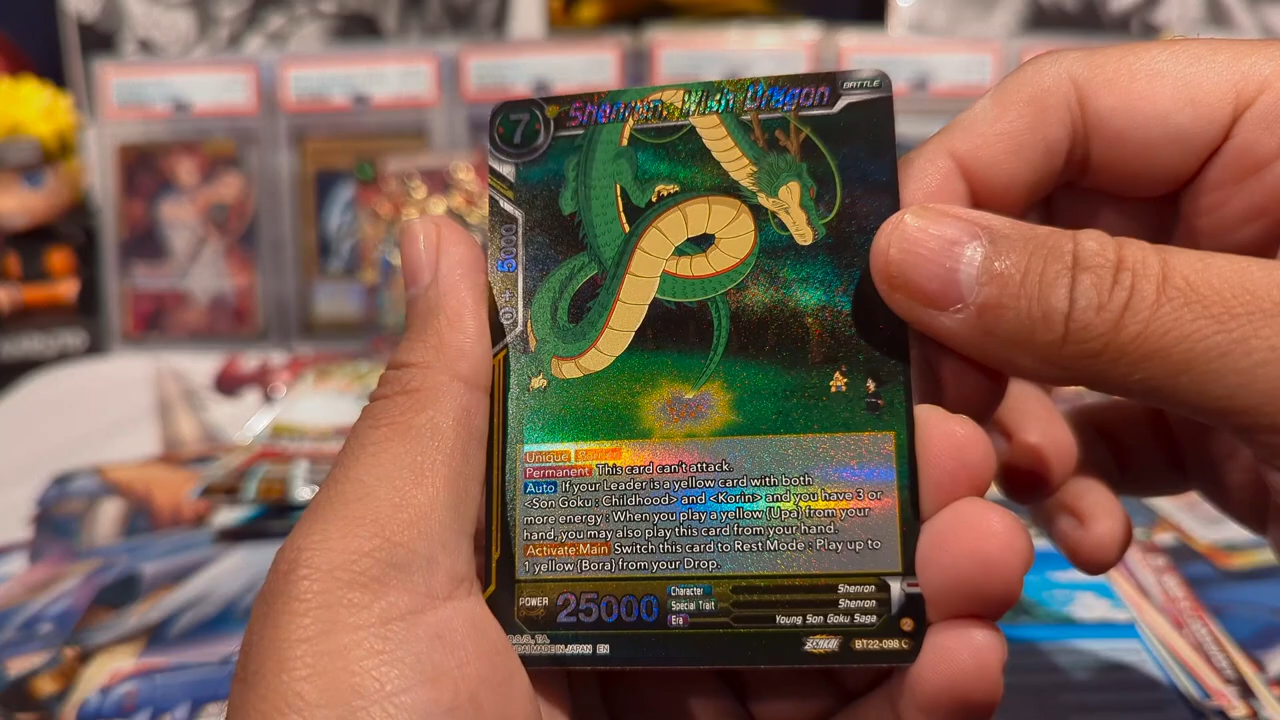 7
Shenron, Wish Dragon
BATTLE
0 + 5000
Unique
Permanent This card can't attack.
Auto If your Leader is a yellow card with both
<Son Goku : Childhood> and <Korin> and you have 3 or
more energy : When you play a yellow (Upa) from your
hand, you may also play this card from your hand.
Activate:Main Switch this card to Rest Mode : Play up to
1 yellow (Bora) from your Drop.
POWER 25000
Character Shenron
Special Trait Shenron
Era Young Son Goku Saga
B.S./S., TA.
DAI MADE IN JAPAN EN
BT22-098 C